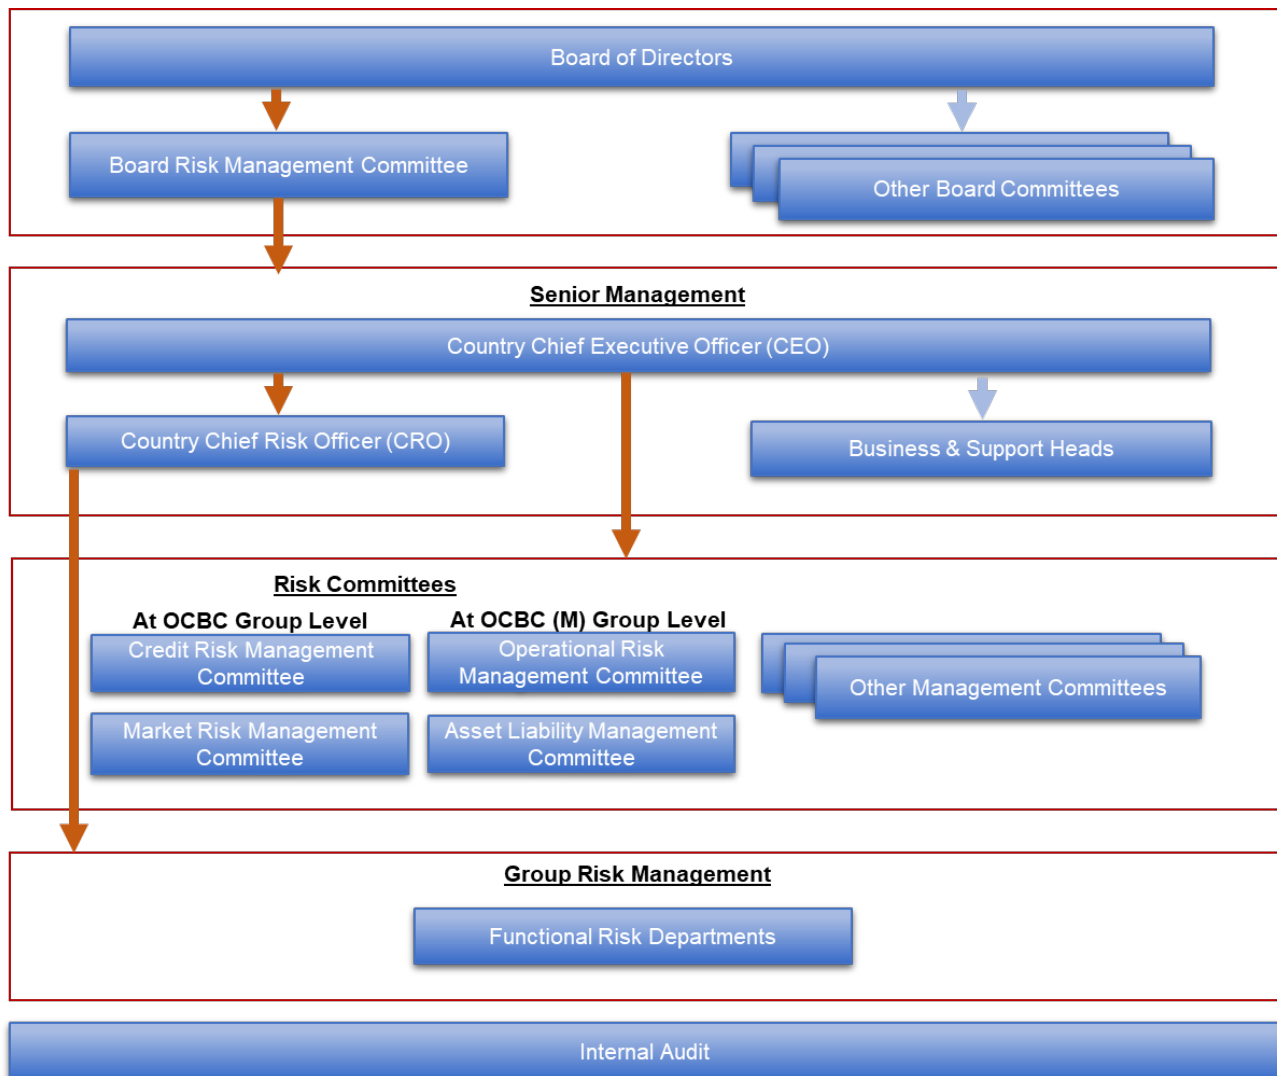 Board of Directors
Board Risk Management Committee
Other Board Committees
Senior Management
Country Chief Executive Officer (CEO)
Country Chief Risk Officer (CRO)
Business & Support Heads
Risk Committees
At OCBC Group Level
At OCBC (M) Group Level
Credit Risk Management
Committee
Operational Risk
Management Committee
Other Management Committees
Market Risk Management
Committee
Asset Liability Management
Committee
Group Risk Management
Functional Risk Departments
Internal Audit